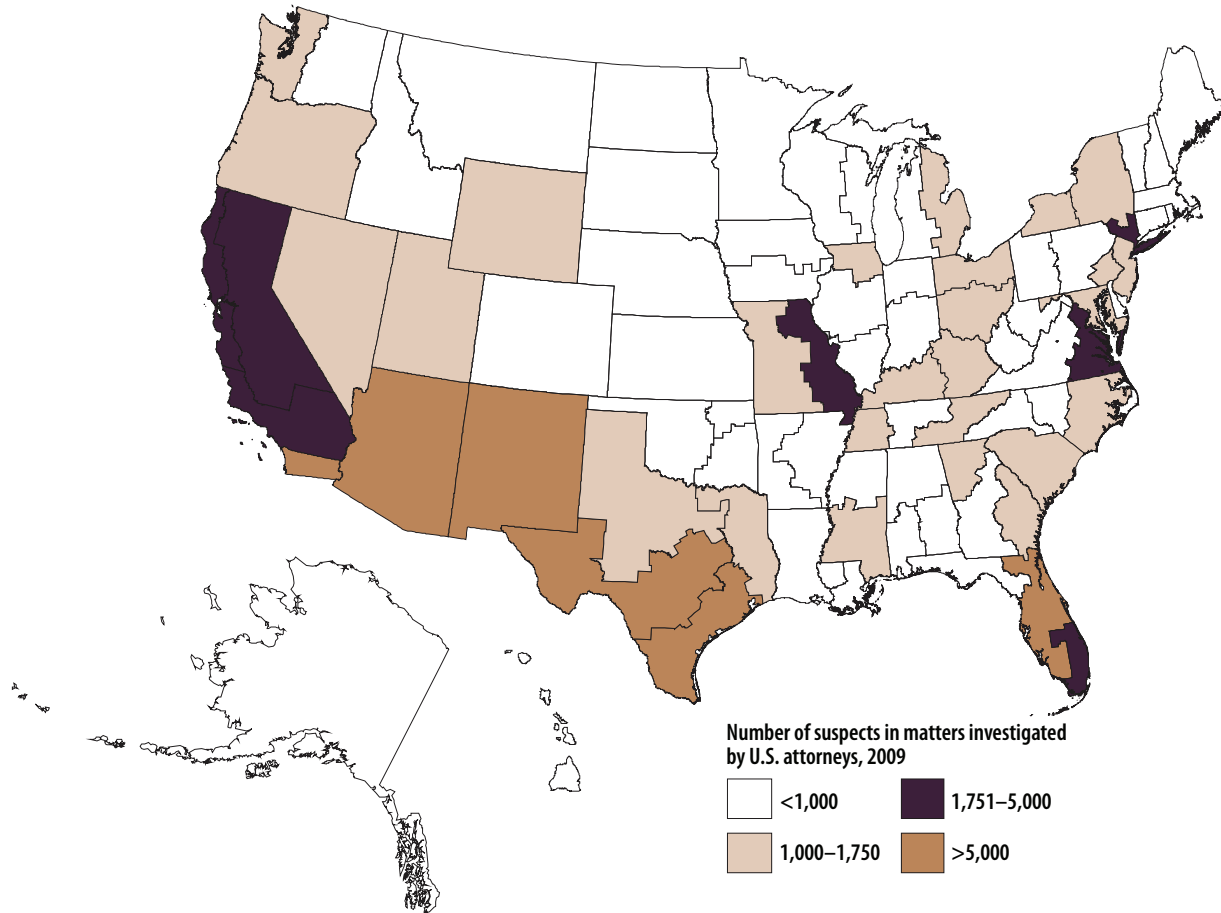 Number of suspects in matters investigated
by U.S. attorneys, 2009
<1,000
1,751–5,000
1,000–1,750
>5,000